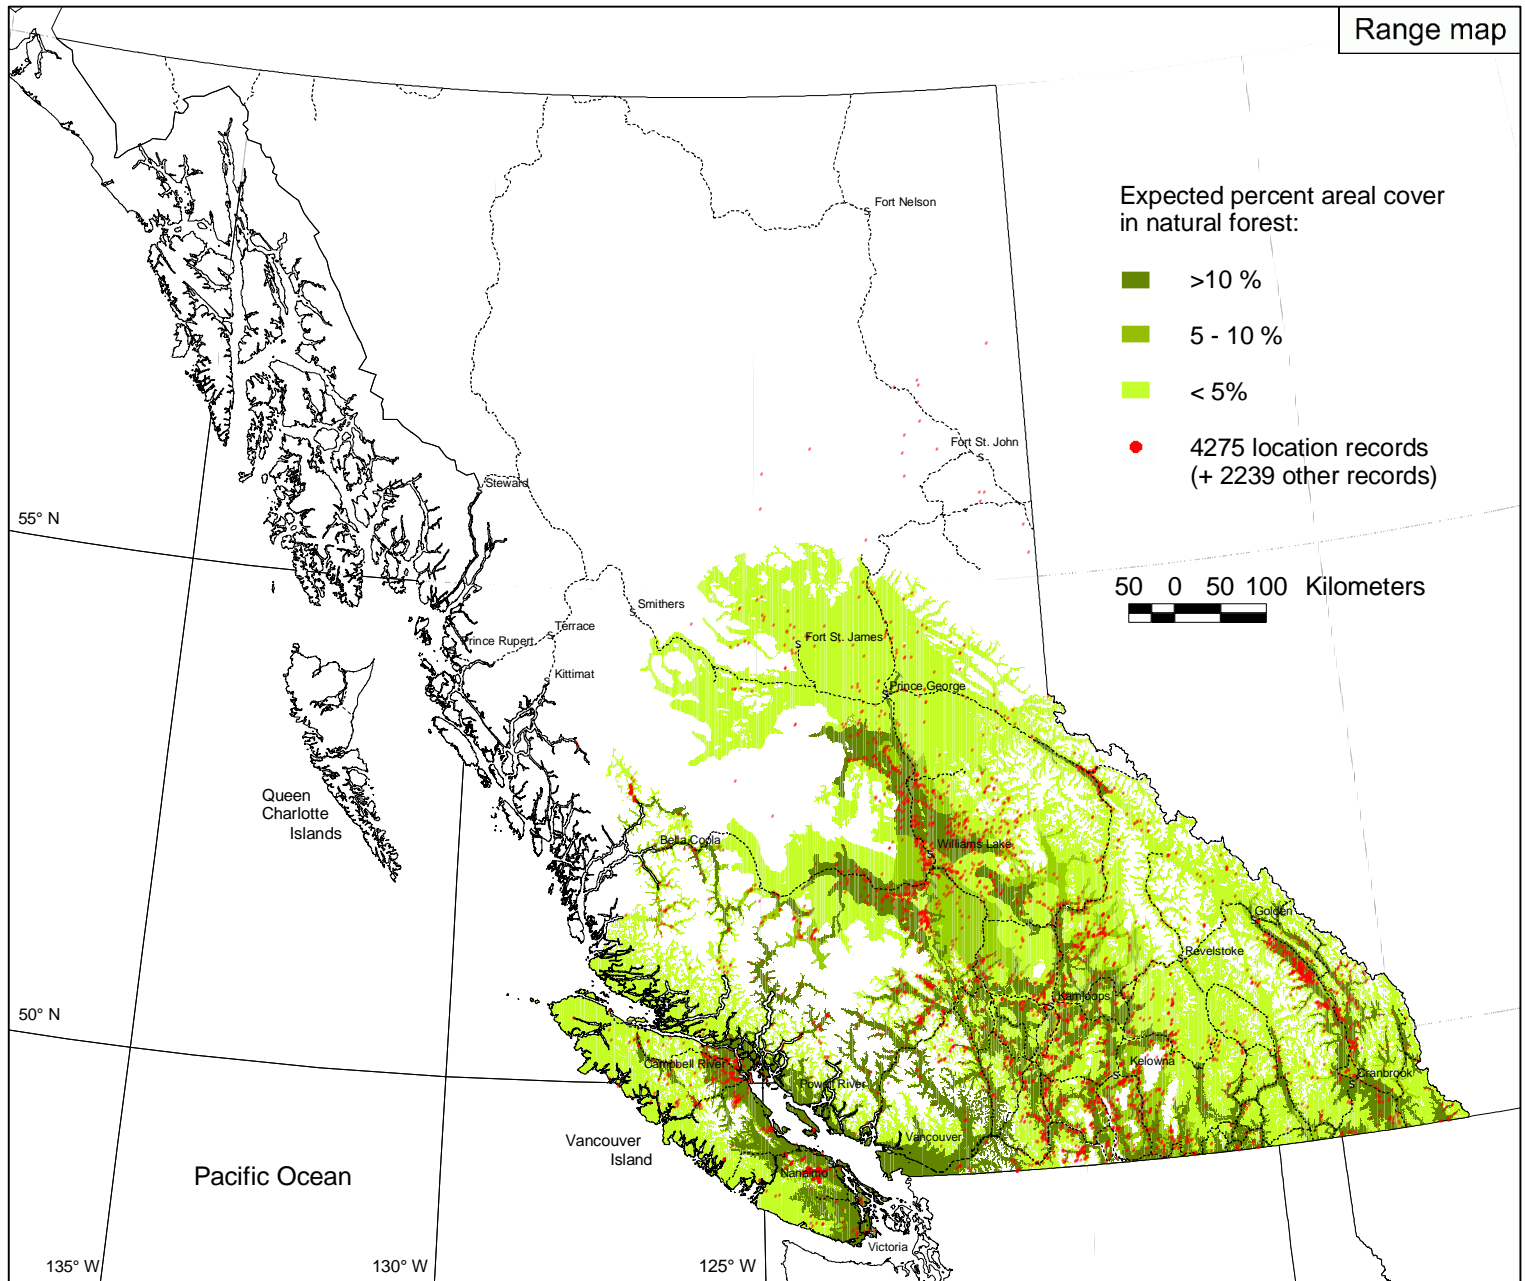 Range map
Fort Nelson
Expected percent areal cover
in natural forest:
>10 %
5 - 10 %
< 5%
4275 location records
(+ 2239 other records)
Fort St. John
Steward
55° N
50 0 50 100 Kilometers
Smithers
Terrace
Prince Rupert
Fort St. James
Kittimat
Prince George
Queen
Charlotte
Islands
Bella Coola
Williams Lake
Golden
Revelstoke
Kamloops
50° N
Campbell River
Kelowna
Cranbrook
Powell River
Vancouver
Vancouver
Island
Nanaimo
Pacific Ocean
Victoria
135° W
130° W
125° W